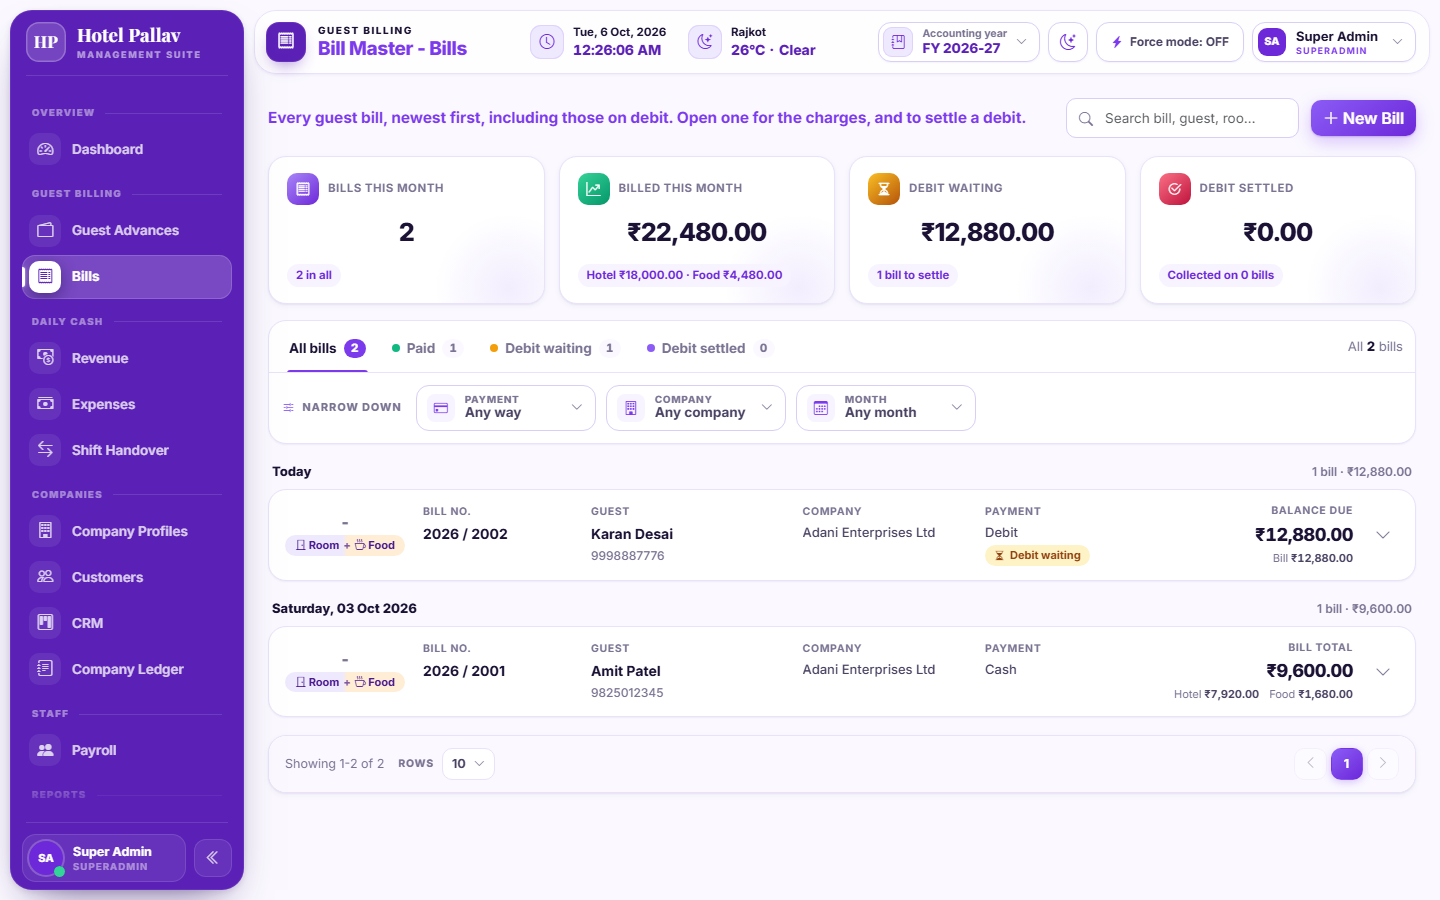 HP
Hotel Pallav
MANAGEMENT SUITE
OVERVIEW
Dashboard
GUEST BILLING
Guest Advances
Bills
DAILY CASH
Revenue
Expenses
Shift Handover
COMPANIES
Company Profiles
Customers
CRM
Company Ledger
STAFF
Payroll
REPORTS
SA
Super Admin
SUPERADMIN
GUEST BILLING
Bill Master - Bills
Tue, 6 Oct, 2026
12:26:06 AM
Rajkot
26°C · Clear
Accounting year
FY 2026-27
Force mode: OFF
SA
Super Admin
SUPERADMIN
Every guest bill, newest first, including those on debit. Open one for the charges, and to settle a debit.
Search bill, guest, roo...
New Bill
BILLS THIS MONTH
2
2 in all
BILLED THIS MONTH
₹22,480.00
Hotel ₹18,000.00 · Food ₹4,480.00
DEBIT WAITING
₹12,880.00
1 bill to settle
DEBIT SETTLED
₹0.00
Collected on 0 bills
All bills 2
Paid 1
Debit waiting 1
Debit settled 0
All 2 bills
NARROW DOWN
PAYMENT
Any way
COMPANY
Any company
MONTH
Any month
Today
1 bill · ₹12,880.00
-
Room + Food
BILL NO.
2026 / 2002
GUEST
Karan Desai
9998887776
COMPANY
Adani Enterprises Ltd
PAYMENT
Debit
Debit waiting
BALANCE DUE
₹12,880.00
Bill ₹12,880.00
Saturday, 03 Oct 2026
1 bill · ₹9,600.00
-
Room + Food
BILL NO.
2026 / 2001
GUEST
Amit Patel
9825012345
COMPANY
Adani Enterprises Ltd
PAYMENT
Cash
BILL TOTAL
₹9,600.00
Hotel ₹7,920.00 Food ₹1,680.00
Showing 1-2 of 2
ROWS
10
1